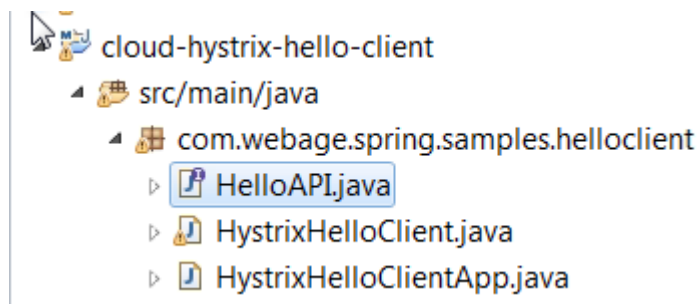 cloud-hystrix-hello-client
src/main/java
com.webage.spring.samples.helloclient
HelloAPI.java
HystrixHelloClient.java
HystrixHelloClientApp.java